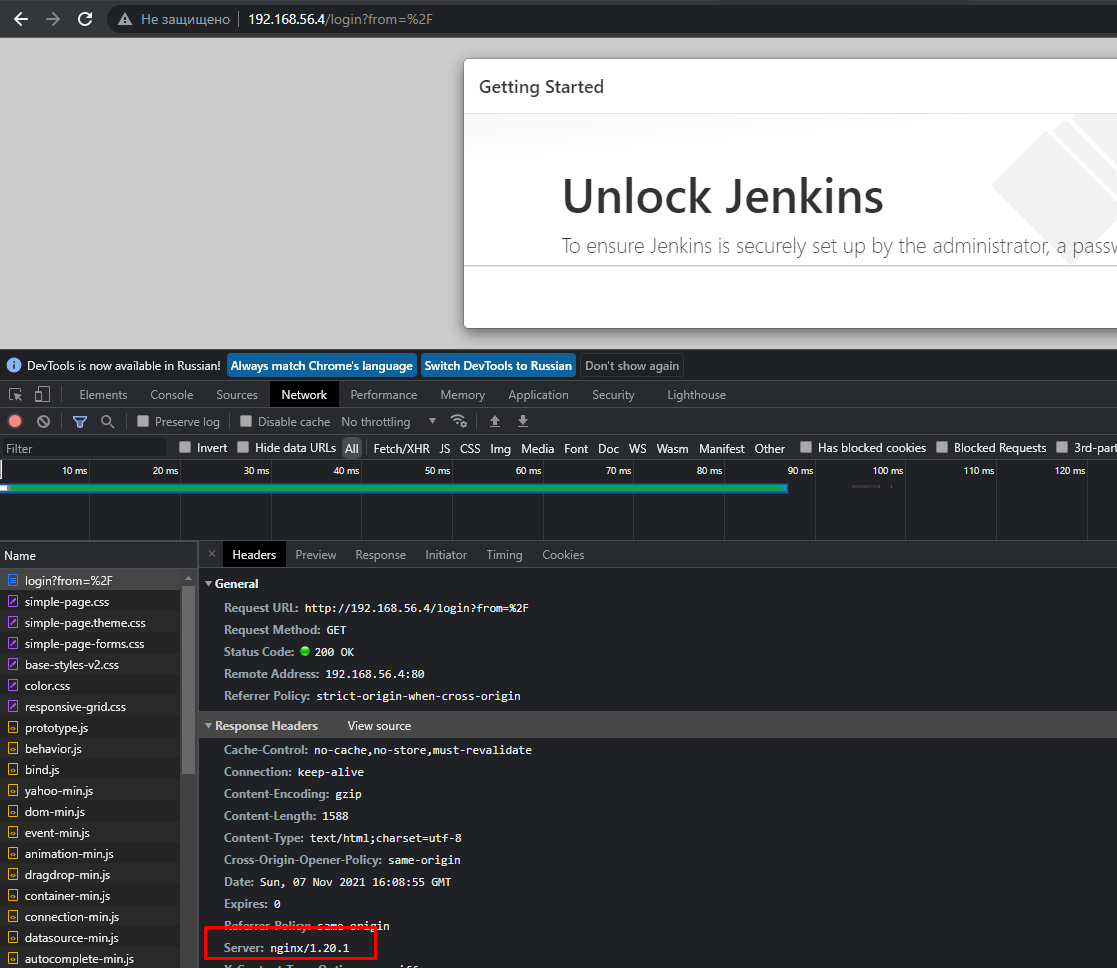 Не защищено 192.168.56.4/login?from=%2F
Getting Started
Unlock Jenkins
To ensure Jenkins is securely set up by the administrator, a passw
DevTools is now available in Russian! Always match Chrome's language Switch DevTools to Russian Don't show again
Elements Console Sources Network Performance Memory Application Security Lighthouse
Preserve log Disable cache No throttling
Filter Invert Hide data URLs All Fetch/XHR JS CSS Img Media Font Doc WS Wasm Manifest Other Has blocked cookies Blocked Requests 3rd-part
10 ms 20 ms 30 ms 40 ms 50 ms 60 ms 70 ms 80 ms 90 ms 100 ms 110 ms 120 ms
Name
login?from=%2F
simple-page.css
simple-page.theme.css
simple-page-forms.css
base-styles-v2.css
color.css
responsive-grid.css
prototype.js
behavior.js
bind.js
yahoo-min.js
dom-min.js
event-min.js
animation-min.js
dragdrop-min.js
container-min.js
connection-min.js
datasource-min.js
autocomplete-min.js
× Headers Preview Response Initiator Timing Cookies
General
Request URL: http://192.168.56.4/login?from=%2F
Request Method: GET
Status Code: 200 OK
Remote Address: 192.168.56.4:80
Referrer Policy: strict-origin-when-cross-origin
Response Headers View source
Cache-Control: no-cache,no-store,must-revalidate
Connection: keep-alive
Content-Encoding: gzip
Content-Length: 1588
Content-Type: text/html;charset=utf-8
Cross-Origin-Opener-Policy: same-origin
Date: Sun, 07 Nov 2021 16:08:55 GMT
Expires: 0
Referrer-Policy: same-origin
Server: nginx/1.20.1